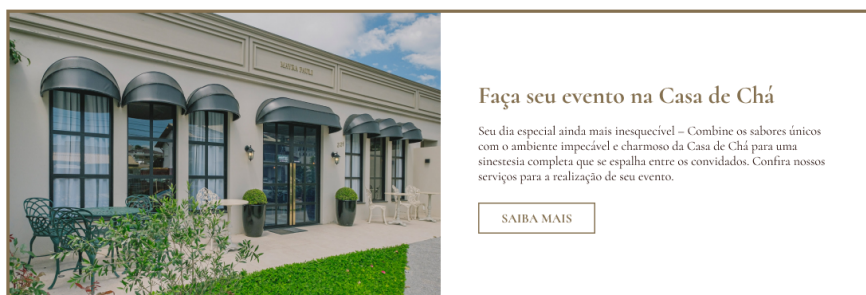 Faça seu evento na Casa de Chá
Seu dia especial ainda mais inesquecível – Combine os sabores únicos
com o ambiente impecável e charmoso da Casa de Chá para uma
sinestesia completa que se espalha entre os convidados. Confira nossos
serviços para a realização de seu evento.
SAIBA MAIS